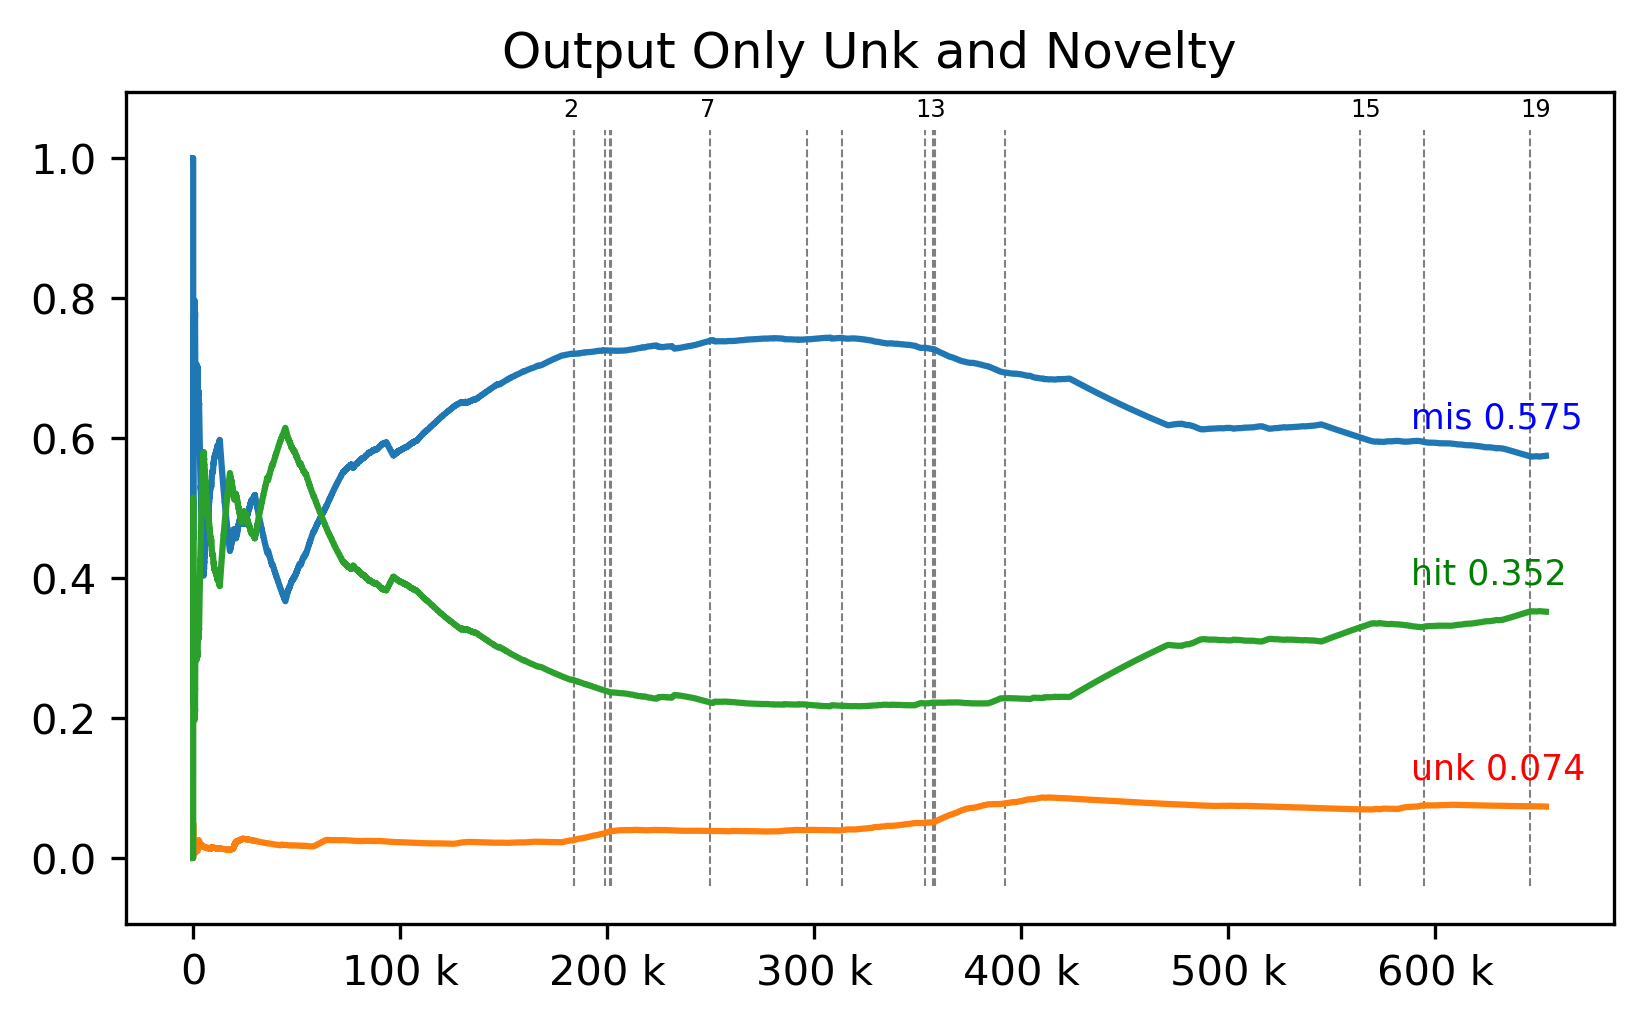 Output Only Unk and Novelty
2 7 13 15 19
1.0
0.8
0.6
0.4
0.2
0.0
mis 0.575
hit 0.352
unk 0.074
0 100 k 200 k 300 k 400 k 500 k 600 k